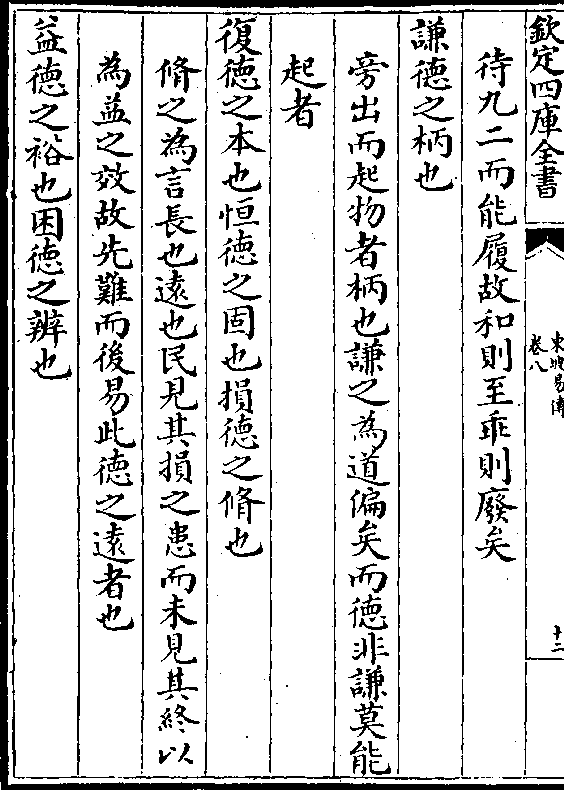 欽定四庫全書
東坡易傳
卷八
十二
待九二而能履故和則至乖則廢矣
謙德之柄也
旁出而起物者柄也謙之為道偏矣而德非謙莫能
起者
復德之本也恒德之固也損德之脩也
脩之為言長也遠也民見其損之患而未見其終以
為益之效故先難而後易此德之遠者也
益德之裕也困德之辨也